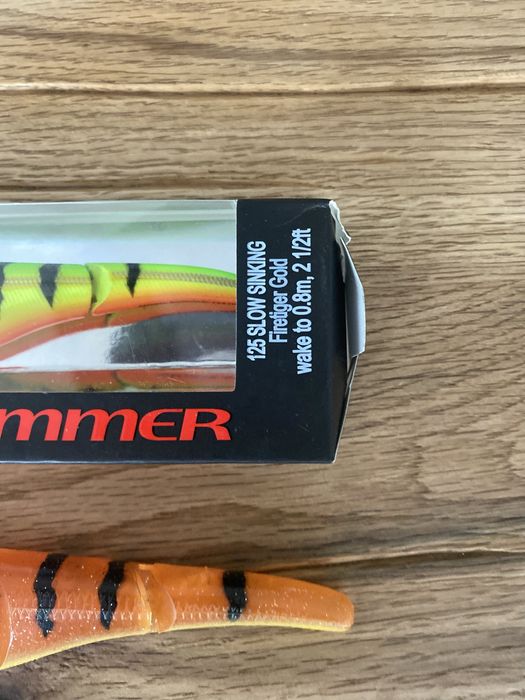 125 SLOW SINKING
Firetiger Gold
wake to 0.8m, 2 1/2ft
MMER